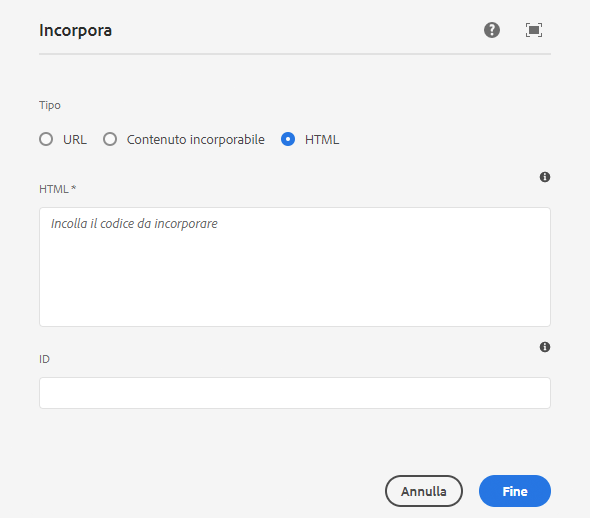 Incorpora
Tipo
URL Contenuto incorporabile HTML
HTML *
Incolla il codice da incorporare
ID
Annulla Fine